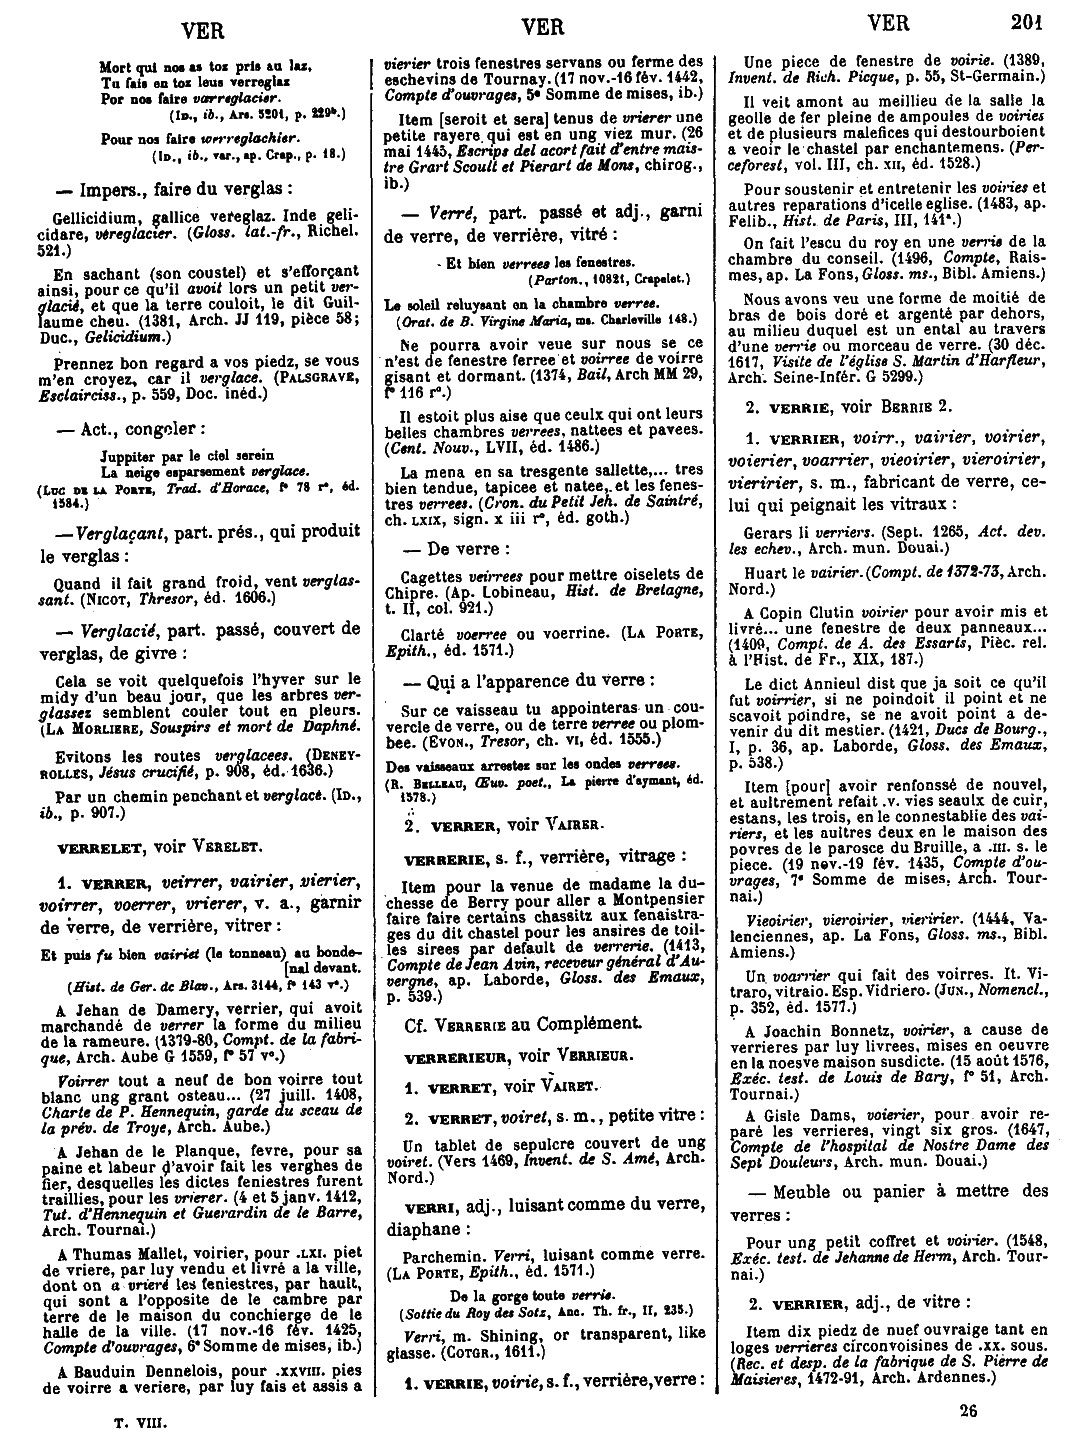 VER
VER
VER 201
Mort qui nos as toz pris au laz,
Tu fais en toz leus verreglaz
Por nos faire varreglacier.
(ID., ib., Ars. 5201, p. 229b.)
Pour nos faire werreglachier.
(ID., ib., var., ap. Crap., p. 18.)
— Impers., faire du verglas :
Gellicidium, gallice vereglaz. Inde geli-
cidare, vereglacier. (Gloss. lat.-fr., Richel.
521.)
En sachant (son coustel) et s'efforçant
ainsi, pour ce qu'il avoit lors un petit ver-
glacié, et que la terre couloit, le dit Guil-
laume cheu. (1381, Arch. JJ 119, pièce 58;
Duc., Gelicidium.)
Prennez bon regard a vos piedz, se vous
m'en croyez, car il verglace. (PALSGRAVE,
Esclairciss., p. 559, Doc. inéd.)
— Act., congeler :
Juppiter par le ciel serein
La neige esparsement verglace.
(LUC DE LA PORTE, Trad. d'Horace, f° 78 r°, éd.
1584.)
— Verglaçant, part. prés., qui produit
le verglas :
Quand il fait grand froid, vent verglas-
sant. (NICOT, Thresor, éd. 1606.)
— Verglacié, part. passé, couvert de
verglas, de givre :
Cela se voit quelquefois l'hyver sur le
midy d'un beau jour, que les arbres ver-
glassez semblent couler tout en pleurs.
(LA MORLIERE, Souspirs et mort de Daphné.
Evitons les routes verglacees. (DENEY-
ROLLES, Jésus crucifié, p. 908, éd. 1636.)
Par un chemin penchant et verglacé. (ID.,
ib., p. 907.)
VERRELET, voir VERELET.
1. VERRER, veirrer, vairier, vierier,
voirrer, voerrer, vrierer, v. a., garnir
de verre, de verrière, vitrer :
Et puis fu bien vairiet (le tonneau) au bonde-
[nal devant.
(Hist. de Ger. de Blav., Ars. 3144, f° 143 v°.)
A Jehan de Damery, verrier, qui avoit
marchandé de verrer la forme du milieu
de la rameure. (1379-80, Compt. de la fabri-
que, Arch. Aube G 1559, f° 57 v°.)
Voirrer tout a neuf de bon voirre tout
blanc ung grant osteau... (27 juill. 1408,
Charte de P. Hennequin, garde du sceau de
la prév. de Troye, Arch. Aube.)
A Jehan de le Planque, fevre, pour sa
paine et labeur d'avoir fait les verghes de
fier, desquelles les dictes feniestres furent
traillies, pour les vrierer. (4 et 5 janv. 1412,
Tut. d'Hennequin et Guerardin de le Barre,
Arch. Tournai.)
A Thomas Mallet, voirier, pour .LXI. piet
de vriere, par luy vendu et livré a la ville,
dont on a vrieré les feniestres, par hault,
qui sont a l'opposite de le cambre par
terre de le maison du conchierge de le
halle de la ville. (17 nov.-16 fév. 1425,
Compte d'ouvrages, 6e Somme de mises, ib.)
A Bauduin Dennelois, pour .XXVIII. pies
de voirre a veriere, par luy fais et assis a
T. VIII.
vierier trois fenestres servans ou ferme des
eschevins de Tournay. (17 nov.-16 fév. 1442,
Compte d'ouvrages, 5e Somme de mises, ib.)
Item [seroit et sera] tenus de vrierer une
petite rayere qui est en ung viez mur. (26
mai 1445, Escrips del acort fait d'entre mais-
tre Grart Scoult et Pierart de Mons, chirog.,
ib.)
— Verré, part. passé et adj., garni
de verre, de verrière, vitré :
Et bien verrees les fenestres.
(Parton., 10821, Crapelet.)
Le soleil reluysant en la chambre verree.
(Orat. de B. Virgine Maria, ms. Charleville 148.)
Ne pourra avoir veue sur nous se ce
n'est de fenestre ferree et voirree de voirre
gisant et dormant. (1374, Bail, Arch MM 29,
f° 116 r°.)
Il estoit plus aise que ceulx qui ont leurs
belles chambres verrees, nattees et pavees.
(Cent. Nouv., LVII, éd. 1486.)
La mena en sa tresgente sallette,... tres
bien tendue, tapicee et natee, et les fenes-
tres verrees. (Cron. du Petit Jeh. de Saintré,
ch. LXIX, sign. x iii r°, éd. goth.)
— De verre :
Cagettes veirrees pour mettre oiselets de
Chipre. (Ap. Lobineau, Hist. de Bretagne,
t. II, col. 921.)
Clarté voerree ou voerrine. (LA PORTE,
Epith., éd. 1571.)
— Qui a l'apparence du verre :
Sur ce vaisseau tu appointeras un cou-
vercle de verre, ou de terre verree ou plom-
bee. (EVON., Tresor, ch. VI, éd. 1555.)
Des vaisseaux arrestez sur les ondes verrees.
(R. BELLEAU, Œuv. poet., La pierre d'aymant, éd.
1578.)
2. VERRER, voir VAIRER.
VERRERIE, s. f., verrière, vitrage :
Item pour la venue de madame la du-
chesse de Berry pour aller a Montpensier
faire faire certains chassitz aux fenaistra-
ges du dit chastel pour les ansires de toil-
les sirees par default de verrerie. (1413,
Compte de Jean Avin, receveur général d'Au-
vergne, ap. Laborde, Gloss. des Emaux,
p. 539.)
Cf. VERRERIE au Complément.
VERRERIEUR, voir VERRIEUR.
1. VERRET, voir VAIRET.
2. VERRET, voiret, s. m., petite vitre :
Un tablet de sepulcre couvert de ung
voiret. (Vers 1469, Invent. de S. Amé, Arch.
Nord.)
VERRI, adj., luisant comme du verre,
diaphane :
Parchemin. Verri, luisant comme verre.
(LA PORTE, Epith., éd. 1571.)
De la gorge toute verrie.
(Sottie du Roy des Sotz, Anc. Th. fr., II, 235.)
Verri, m. Shining, or transparent, like
glasse. (COTGR., 1611.)
1. VERRIE, voirie, s. f., verrière, verre :
Une piece de fenestre de voirie. (1389,
Invent. de Rich. Picque, p. 55, St-Germain.)
Il veit amont au meillieu de la salle la
geolle de fer pleine de ampoules de voiries
et de plusieurs malefices qui destourboient
a veoir le chastel par enchantemens. (Per-
ceforest, vol. III, ch. XII, éd. 1528.)
Pour soustenir et entretenir les voiries et
autres reparations d'icelle eglise. (1483, ap.
Felib., Hist. de Paris, III, 141a.)
On fait l'escu du roy en une verrie de la
chambre du conseil. (1496, Compte, Rais-
mes, ap. La Fons, Gloss. ms., Bibl. Amiens.)
Nous avons veu une forme de moitié de
bras de bois doré et argenté par dehors,
au milieu duquel est un ental au travers
d'une verrie ou morceau de verre. (30 déc.
1617, Visite de l'église S. Martin d'Harfleur,
Arch. Seine-Infér. G 5299.)
2. VERRIE, voir BERRIE 2.
1. VERRIER, voirr., vairier, voirier,
voierier, voarrier, vieoirier, vieroirier,
vieririer, s. m., fabricant de verre, ce-
lui qui peignait les vitraux :
Gerars li verriers. (Sept. 1265, Act. dev.
les echev., Arch. mun. Douai.)
Huart le vairier. (Compt. de 1372-73, Arch.
Nord.)
A Copin Clutin voirier pour avoir mis et
livré... une fenestre de deux panneaux...
(1409, Compt. de A. des Essarts, Pièc. rel.
à l'Hist. de Fr., XIX, 187.)
Le dict Annieul dist que ja soit ce qu'il
fut voirrier, si ne poindoit il point et ne
scavoit poindre, se ne avoit point a de-
venir du dit mestier. (1421, Ducs de Bourg.,
I, p. 36, ap. Laborde, Gloss. des Emaux,
p. 538.)
Item [pour] avoir renfonssé de nouvel,
et aultrement refait .v. vies seaulx de cuir,
estans, les trois, en le connestablie des vai-
riers, et les aultres deux en le maison des
povres de le parosce du Bruille, a .III. s. le
piece. (19 nov.-19 fév. 1435, Compte d'ou-
vrages, 7e Somme de mises, Arch. Tour-
nai.)
Vieoirier, vieroirier, vieririer. (1444, Va-
lenciennes, ap. La Fons, Gloss. ms., Bibl.
Amiens.)
Un voarrier qui fait des voirres. It. Vi-
traro, vitraio. Esp. Vidriero. (JUN., Nomencl.,
p. 352, éd. 1577.)
A Joachin Bonnetz, voirier, a cause de
verrieres par luy livrees, mises en oeuvre
en la noesve maison susdicte. (15 août 1576,
Exéc. test. de Louis de Bary, f° 51, Arch.
Tournai.)
A Gisle Dams, voierier, pour avoir re-
paré les verrieres, vingt six gros. (1647,
Compte de l'hospital de Nostre Dame des
Sept Douleurs, Arch. mun. Douai.)
— Meuble ou panier à mettre des
verres :
Pour ung petit coffret et voirier. (1548,
Exéc. test. de Jehanne de Herm, Arch. Tour-
nai.)
2. VERRIER, adj., de vitre :
Item dix piedz de nuef ouvraige tant en
loges verrieres circonvoisines de .xx. sous.
(Rec. et desp. de la fabrique de S. Pierre de
Maisieres, 1472-91, Arch. Ardennes.)
26